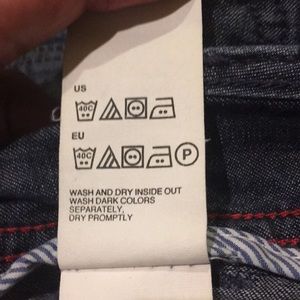 US
40C
EU
40C P
WASH AND DRY INSIDE OUT
WASH DARK COLORS
SEPARATELY,
DRY PROMPTLY